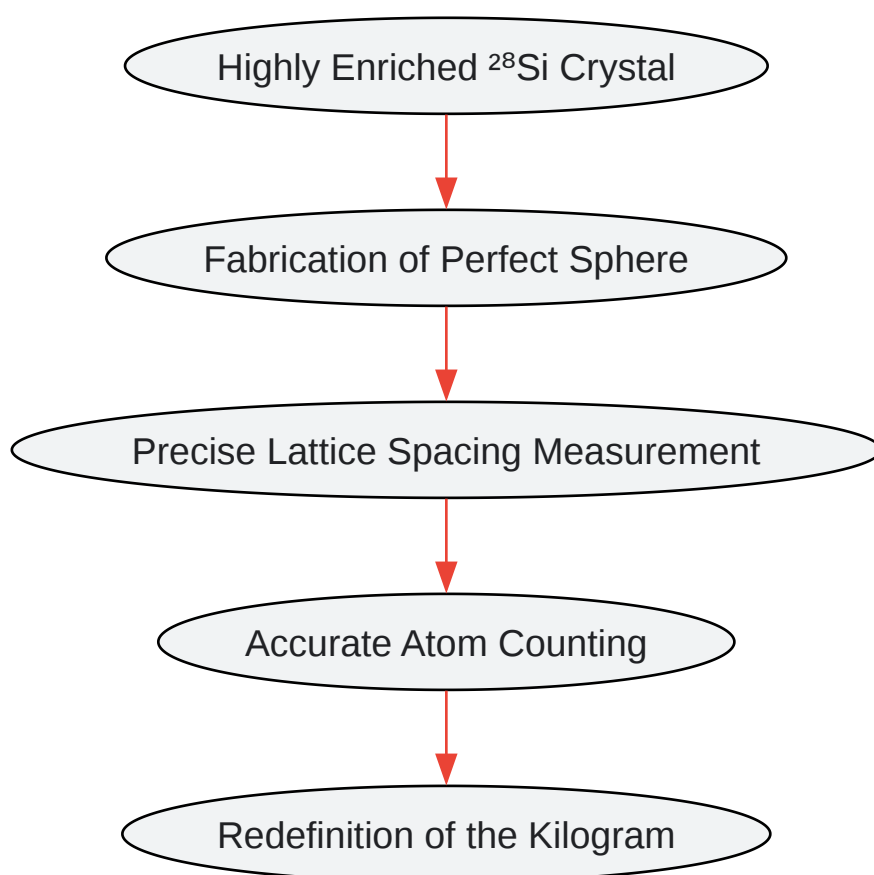 Highly Enriched ²⁸Si Crystal
Fabrication of Perfect Sphere
Precise Lattice Spacing Measurement
Accurate Atom Counting
Redefinition of the Kilogram